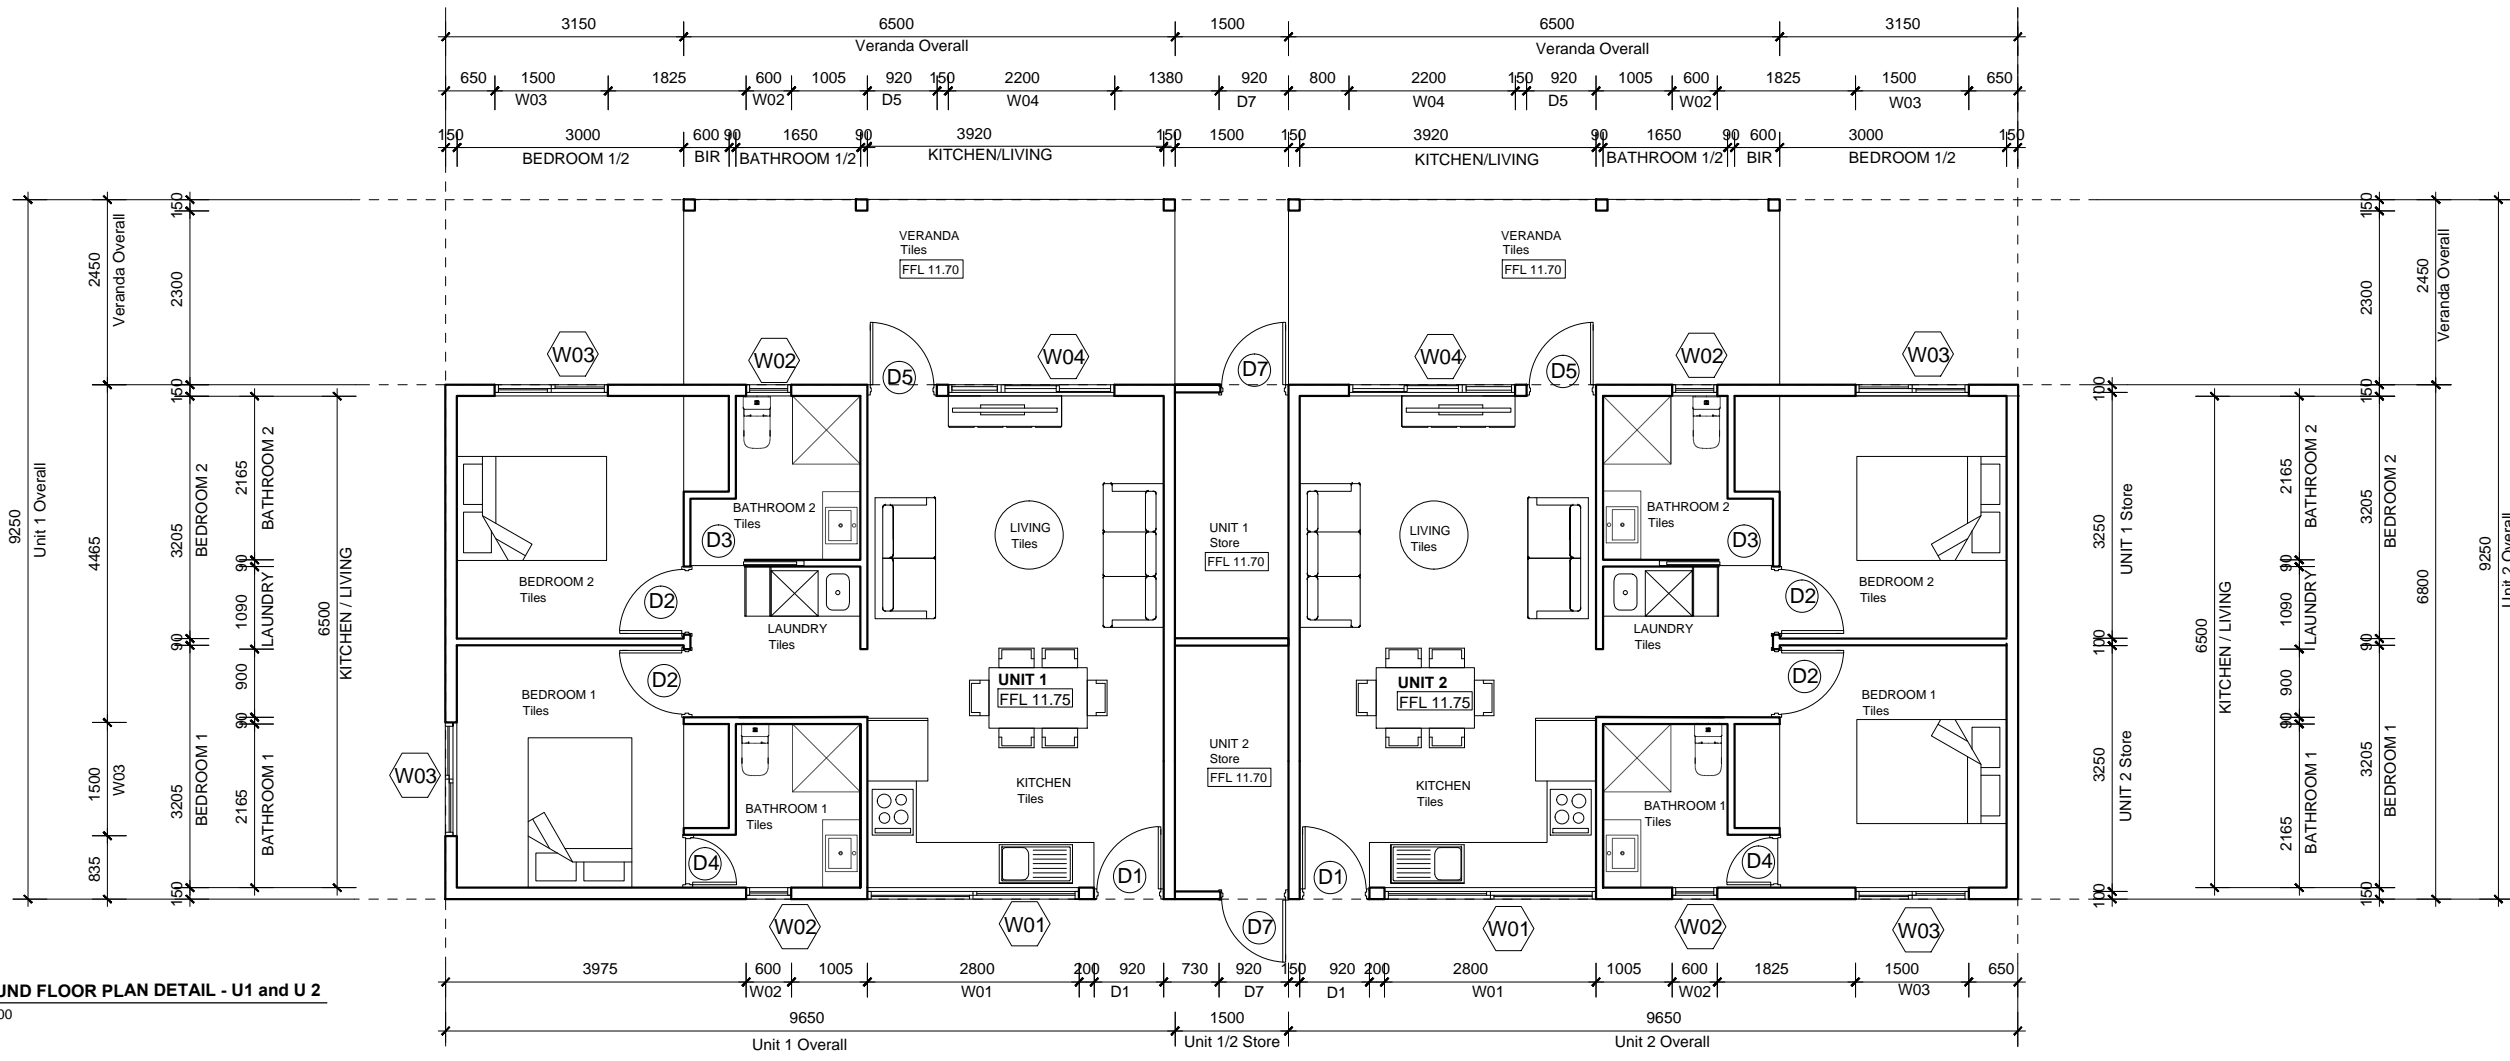 3150 6500 1500 6500 3150
Veranda Overall Veranda Overall
650 1500 1825 600 1005 920 150 2200 1380 920 800 2200 150 920 1005 600 1825 1500 650
W03 W02 D5 W04 D7 W04 D5 W02 W03
150 3000 600 90 1650 90 3920 150 1500 150 3920 90 1650 90 600 3000 150
BEDROOM 1/2 BIR BATHROOM 1/2 KITCHEN/LIVING KITCHEN/LIVING BATHROOM 1/2 BIR BEDROOM 1/2
9250
Unit 1 Overall
2450
Veranda Overall
4465
1500
W03
835
150
2300
150
3205
BEDROOM 2
90
3205
BEDROOM 1
150
2165
BATHROOM 2
90
1090
LAUNDRY
900
90
2165
BATHROOM 1
6500
KITCHEN / LIVING
VERANDA
Tiles
FFL 11.70
VERANDA
Tiles
FFL 11.70
W03 W02 D5 W04 D7 W04 D5 W02 W03
BATHROOM 2
Tiles
D3
LIVING
Tiles
UNIT 1
Store
FFL 11.70
LIVING
Tiles
BATHROOM 2
Tiles
D3
BEDROOM 2
Tiles
D2
LAUNDRY
Tiles
LAUNDRY
Tiles
D2
BEDROOM 2
Tiles
BEDROOM 1
Tiles
D2
UNIT 1
FFL 11.75
UNIT 2
FFL 11.75
D2
BEDROOM 1
Tiles
W03
UNIT 2
Store
FFL 11.70
KITCHEN
Tiles
KITCHEN
Tiles
BATHROOM 1
Tiles
BATHROOM 1
Tiles
D4 D1 D1 D4
W02 W01 D7 W01 W02 W03
100
3250
UNIT 1 Store
100
3250
UNIT 2 Store
100
6500
KITCHEN / LIVING
2165
BATHROOM 2
90
1090
LAUNDRY
900
90
2165
BATHROOM 1
150
2300
150
3205
BEDROOM 2
90
3205
BEDROOM 1
150
2450
Veranda Overall
6800
9250
Unit 2 Overall
3975 600 1005 2800 200 920 730 920 150 920 200 2800 1005 600 1825 1500 650
W02 W01 D1 D7 D1 W01 W02 W03
9650 1500 9650
Unit 1 Overall Unit 1/2 Store Unit 2 Overall
UND FLOOR PLAN DETAIL - U1 and U 2
00